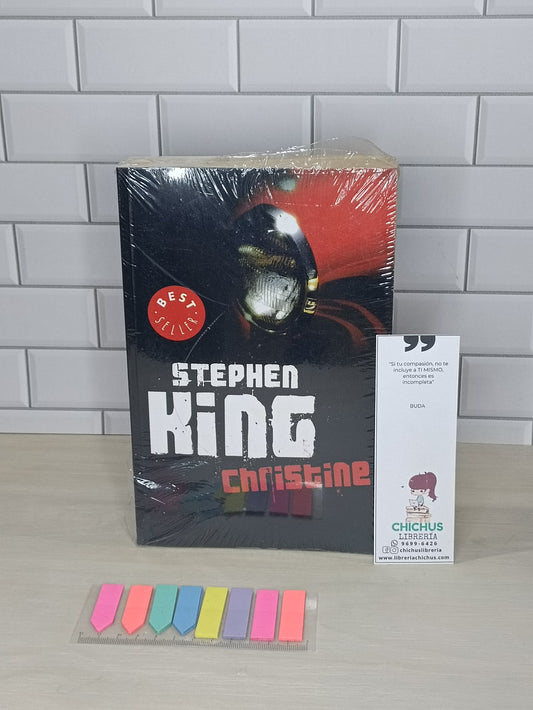 BEST
SELLER
STEPHEN
KING
Christine
"Si tu compasión, no te
incluye a TI MISMO,
entonces es
incompleta"
BUDA
CHICHUS
LIBRERÍA
9699-6426
chichuslibreria
www.libreriachichus.com